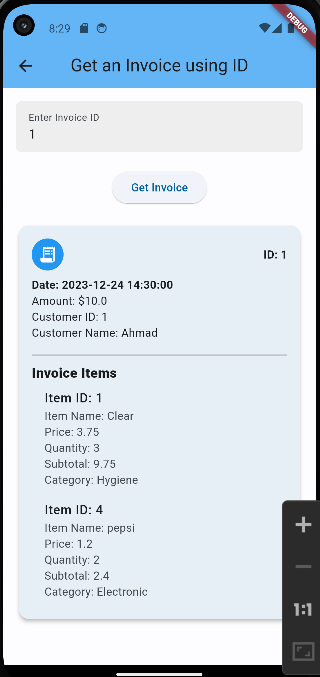 8:29
DEBUG
Get an Invoice using ID
Enter Invoice ID
1
Get Invoice
ID: 1
Date: 2023-12-24 14:30:00
Amount: $10.0
Customer ID: 1
Customer Name: Ahmad
Invoice Items
Item ID: 1
Item Name: Clear
Price: 3.75
Quantity: 3
Subtotal: 9.75
Category: Hygiene
Item ID: 4
Item Name: pepsi
Price: 1.2
Quantity: 2
Subtotal: 2.4
Category: Electronic
1:1